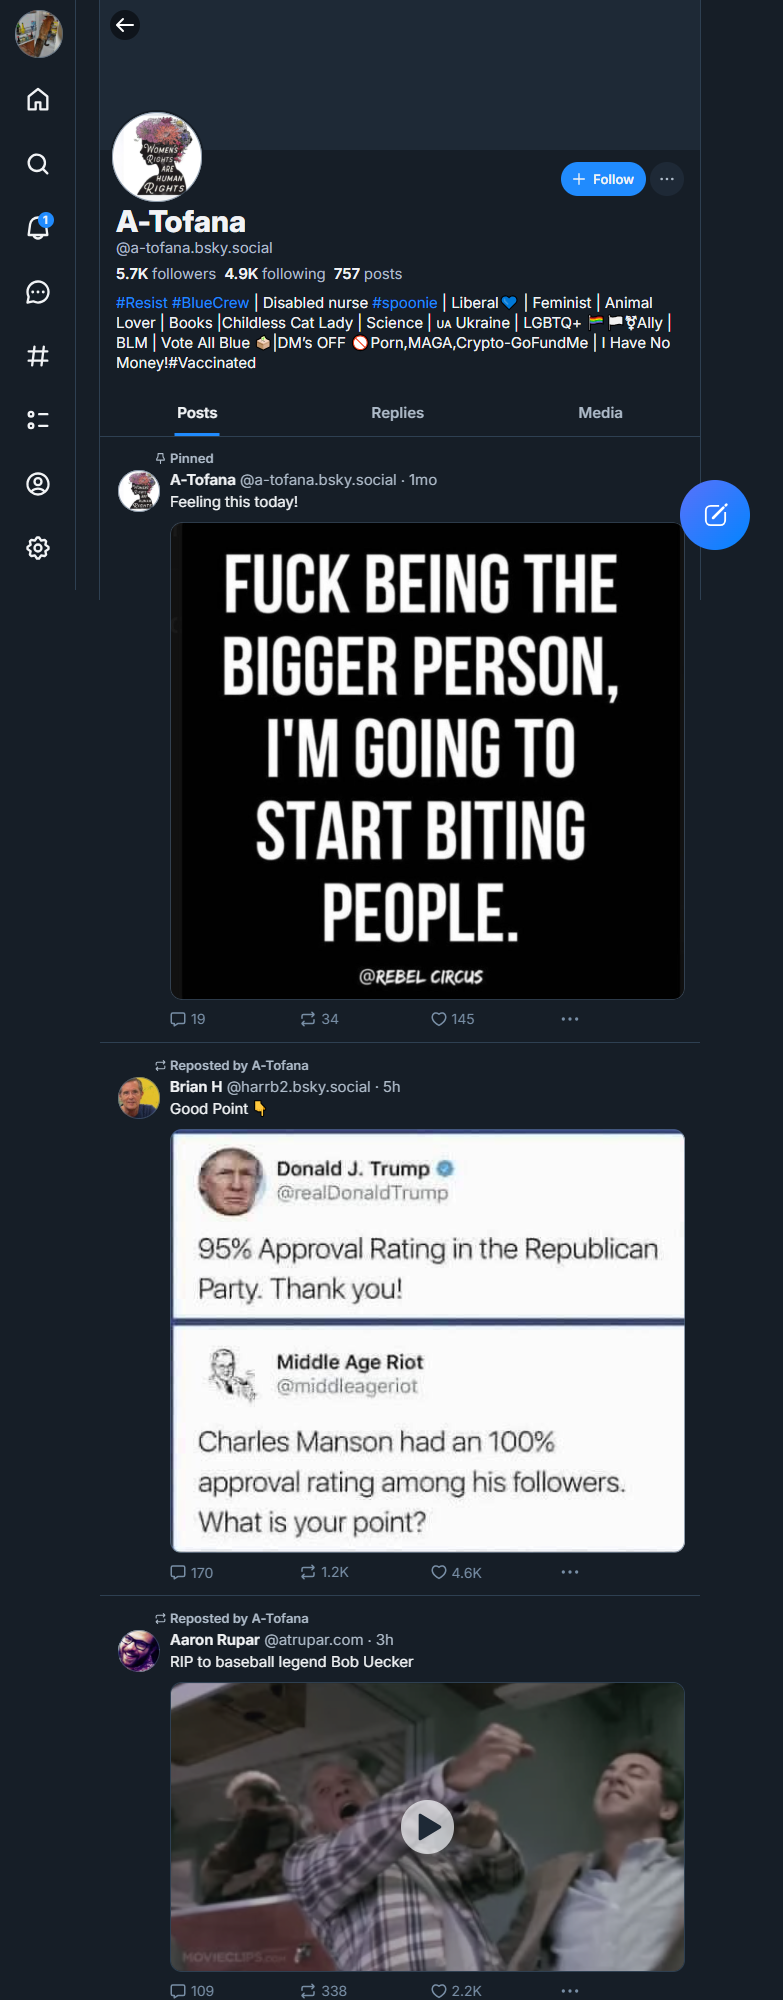 WOMENS
RIGHTS
ARE
HUMAN
RIGHTS
+ Follow
A-Tofana
@a-tofana.bsky.social
5.7K followers 4.9K following 757 posts
#Resist #BlueCrew | Disabled nurse #spoonie | Liberal💙 | Feminist | Animal
Lover | Books |Childless Cat Lady | Science | 🇺🇦 Ukraine | LGBTQ+ 🏳️‍🌈 🏳️‍⚧️Ally |
BLM | Vote All Blue 🗳️|DM's OFF 🚫Porn,MAGA,Crypto-GoFundMe | I Have No
Money!#Vaccinated
Posts Replies Media
1
Pinned
A-Tofana @a-tofana.bsky.social · 1mo
Feeling this today!
FUCK BEING THE
BIGGER PERSON,
I'M GOING TO
START BITING
PEOPLE.
@REBEL CIRCUS
19 34 145
Reposted by A-Tofana
Brian H @harrb2.bsky.social · 5h
Good Point 👇
Donald J. Trump
@realDonaldTrump
95% Approval Rating in the Republican
Party. Thank you!
Middle Age Riot
@middleageriot
Charles Manson had an 100%
approval rating among his followers.
What is your point?
170 1.2K 4.6K
Reposted by A-Tofana
Aaron Rupar @atrupar.com · 3h
RIP to baseball legend Bob Uecker
MOVIECLIPS.COM
109 338 2.2K